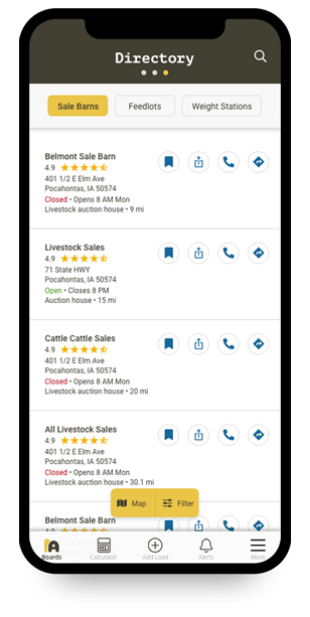 Directory
Sale Barns
Feedlots
Weight Stations
Belmont Sale Barn
4.9
401 1/2 E Elm Ave
Pocahontas, IA 50574
Closed • Opens 8 AM Mon
Livestock auction house • 9 mi
Livestock Sales
4.9
71 State HWY
Pocahontas, IA 50574
Open • Closes 8 PM
Auction house • 15 mi
Cattle Cattle Sales
4.9
401 1/2 E Elm Ave
Pocahontas, IA 50574
Closed • Opens 8 AM Mon
Livestock auction house • 20 mi
All Livestock Sales
4.9
401 1/2 E Elm Ave
Pocahontas, IA 50574
Closed • Opens 8 AM Mon
Livestock auction house • 30.1 mi
Map
Filter
Belmont Sale Barn
Boards
Calculator
Add Load
Alerts
More